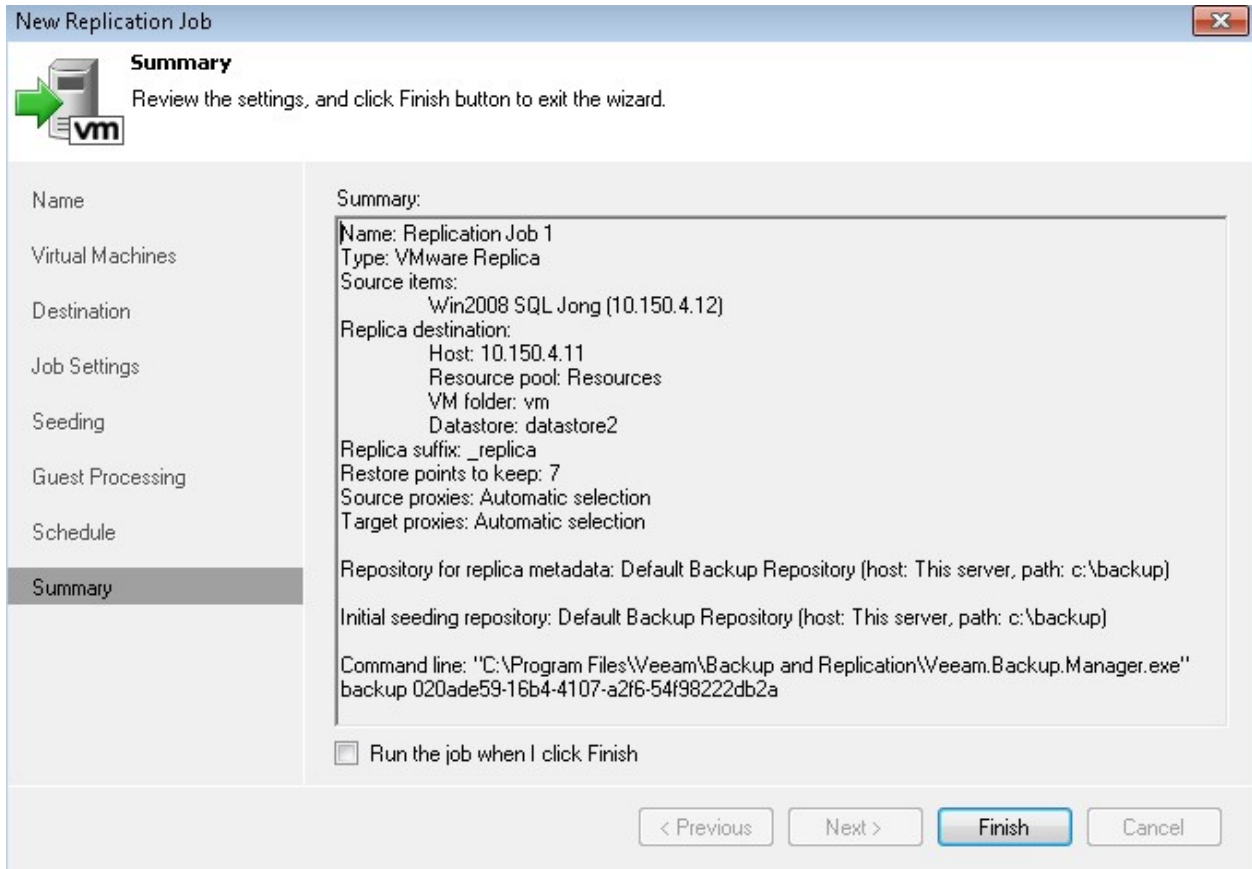 New Replication Job
Summary
Review the settings, and click Finish button to exit the wizard.
vm
Name
Virtual Machines
Destination
Job Settings
Seeding
Guest Processing
Schedule
Summary
Summary:
Name: Replication Job 1
Type: VMware Replica
Source items:
Win2008 SQL Jong (10.150.4.12)
Replica destination:
Host: 10.150.4.11
Resource pool: Resources
VM folder: vm
Datastore: datastore2
Replica suffix: _replica
Restore points to keep: 7
Source proxies: Automatic selection
Target proxies: Automatic selection
Repository for replica metadata: Default Backup Repository (host: This server, path: c:\backup)
Initial seeding repository: Default Backup Repository (host: This server, path: c:\backup)
Command line: "C:\Program Files\Veeam\Backup and Replication\Veeam.Backup.Manager.exe"
backup 020ade59-16b4-4107-a2f6-54f98222db2a
Run the job when I click Finish
< Previous
Next >
Finish
Cancel